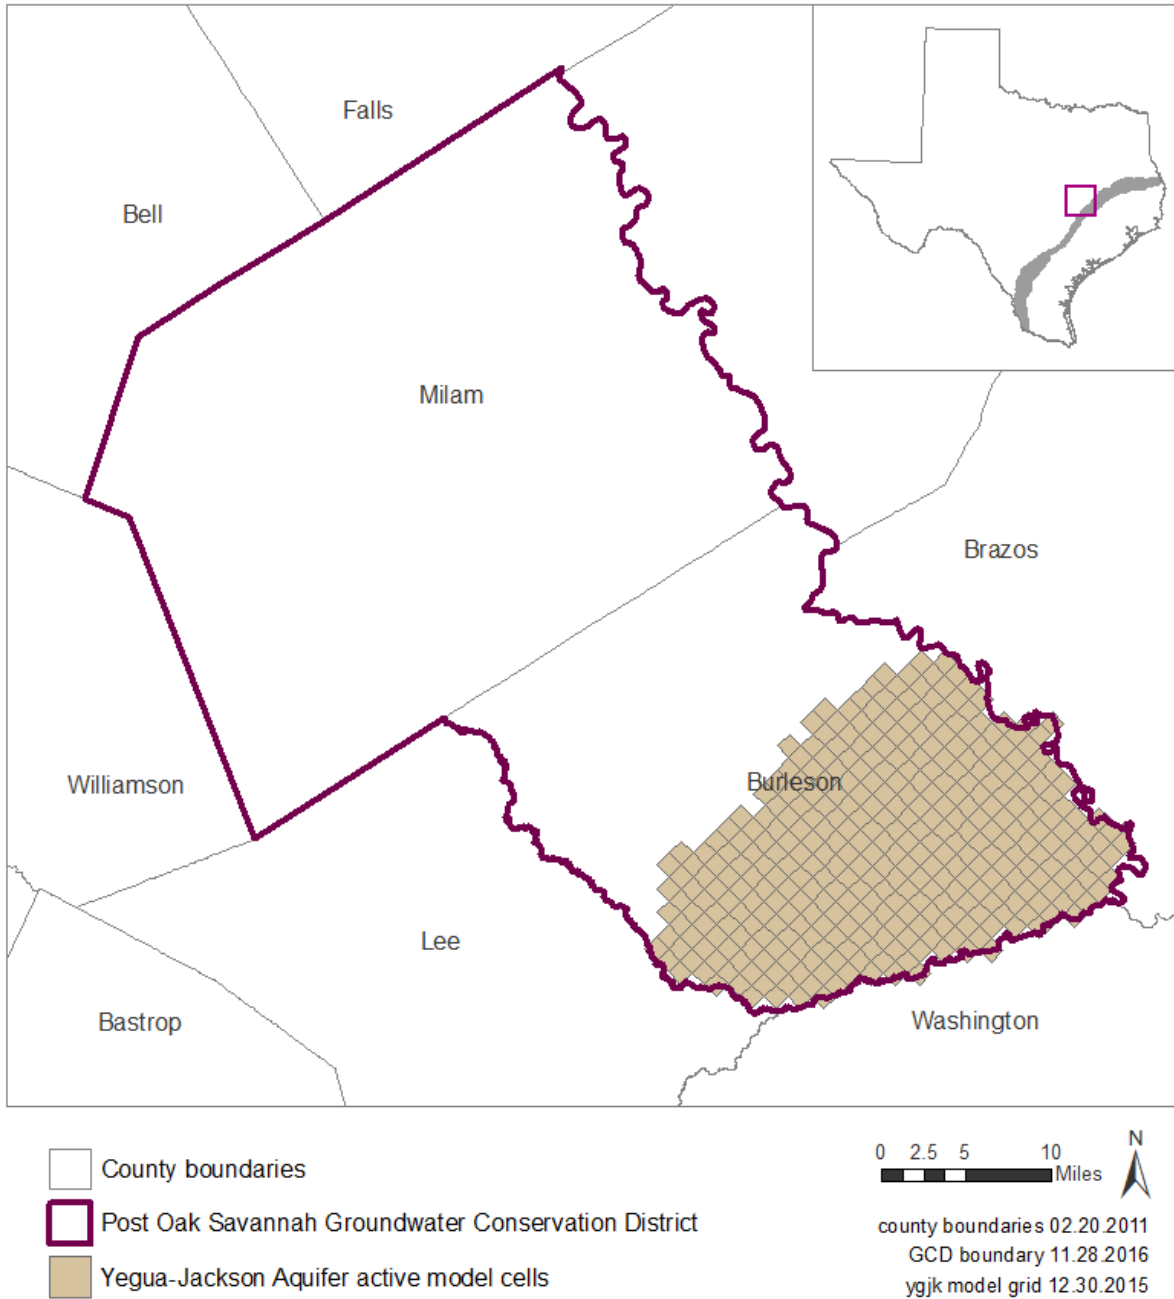 Falls
Bell
Milam
Brazos
Williamson
Burleson
Lee
Bastrop
Washington
County boundaries
Post Oak Savannah Groundwater Conservation District
Yegua-Jackson Aquifer active model cells
0 2.5 5 10
Miles
N
county boundaries 02.20.2011
GCD boundary 11.28.2016
ygjk model grid 12.30.2015